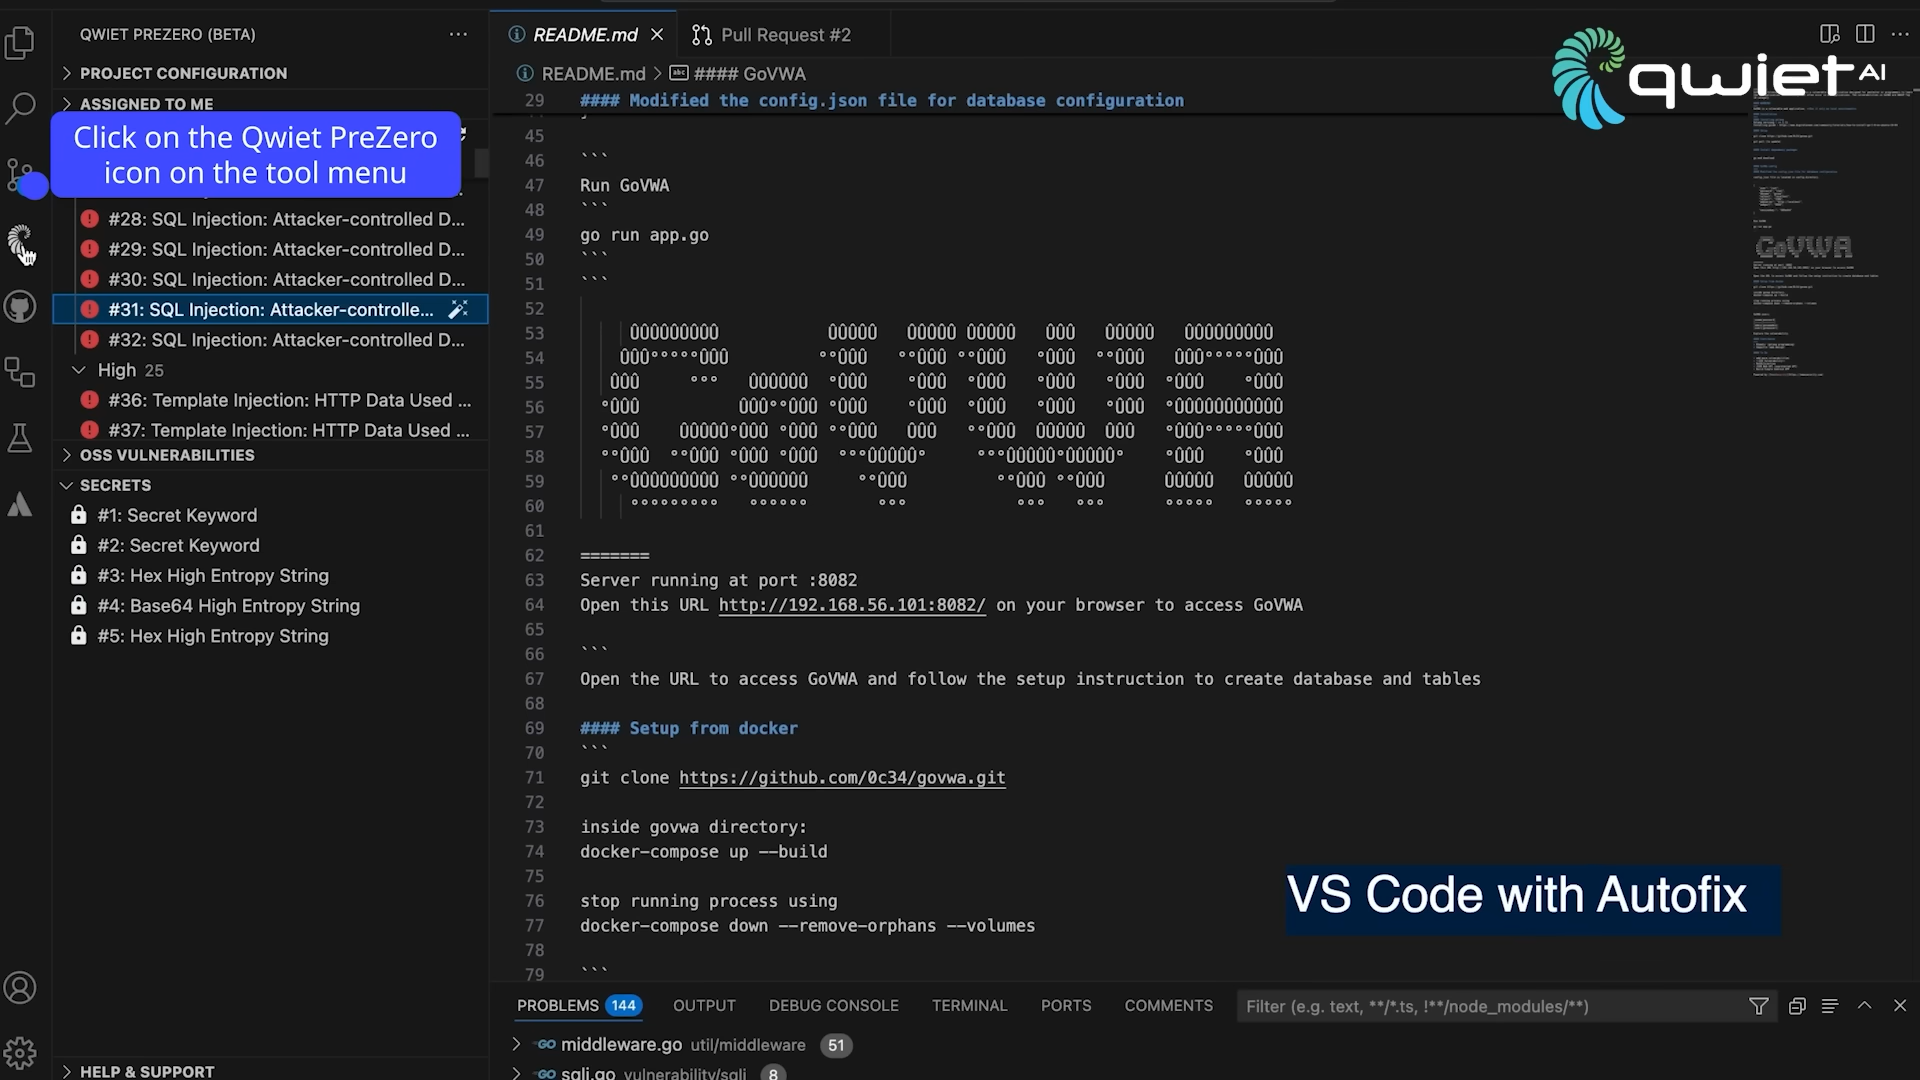 QWIET PREZERO (BETA)
README.md
Pull Request #2
PROJECT CONFIGURATION
README.md > #### GoVWA
qwiet AI
ASSIGNED TO ME
Click on the Qwiet PreZero
icon on the tool menu
#28: SQL Injection: Attacker-controlled D...
#29: SQL Injection: Attacker-controlled D...
#30: SQL Injection: Attacker-controlled D...
#31: SQL Injection: Attacker-controlle...
#32: SQL Injection: Attacker-controlled D...
High 25
#36: Template Injection: HTTP Data Used ...
#37: Template Injection: HTTP Data Used ...
OSS VULNERABILITIES
SECRETS
#1: Secret Keyword
#2: Secret Keyword
#3: Hex High Entropy String
#4: Base64 High Entropy String
#5: Hex High Entropy String
HELP & SUPPORT
29 #### Modified the config.json file for database configuration
45
46 ```
47 Run GoVWA
48 ```
49 go run app.go
50 ```
51 ```
52
53
54
55
56
57
58
59
60
61
62 =======
63 Server running at port :8082
64 Open this URL http://192.168.56.101:8082/ on your browser to access GoVWA
65
66 ```
67 Open the URL to access GoVWA and follow the setup instruction to create database and tables
68
69 #### Setup from docker
70 ```
71 git clone https://github.com/0c34/govwa.git
72
73 inside govwa directory:
74 docker-compose up --build
75
76 stop running process using
77 docker-compose down --remove-orphans --volumes
78
79 ```
VS Code with Autofix
PROBLEMS 144 OUTPUT DEBUG CONSOLE TERMINAL PORTS COMMENTS Filter (e.g. text, **/*.ts, !**/node_modules/**)
GO middleware.go util/middleware 51
GO sqli.go vulnerability/sqli 8